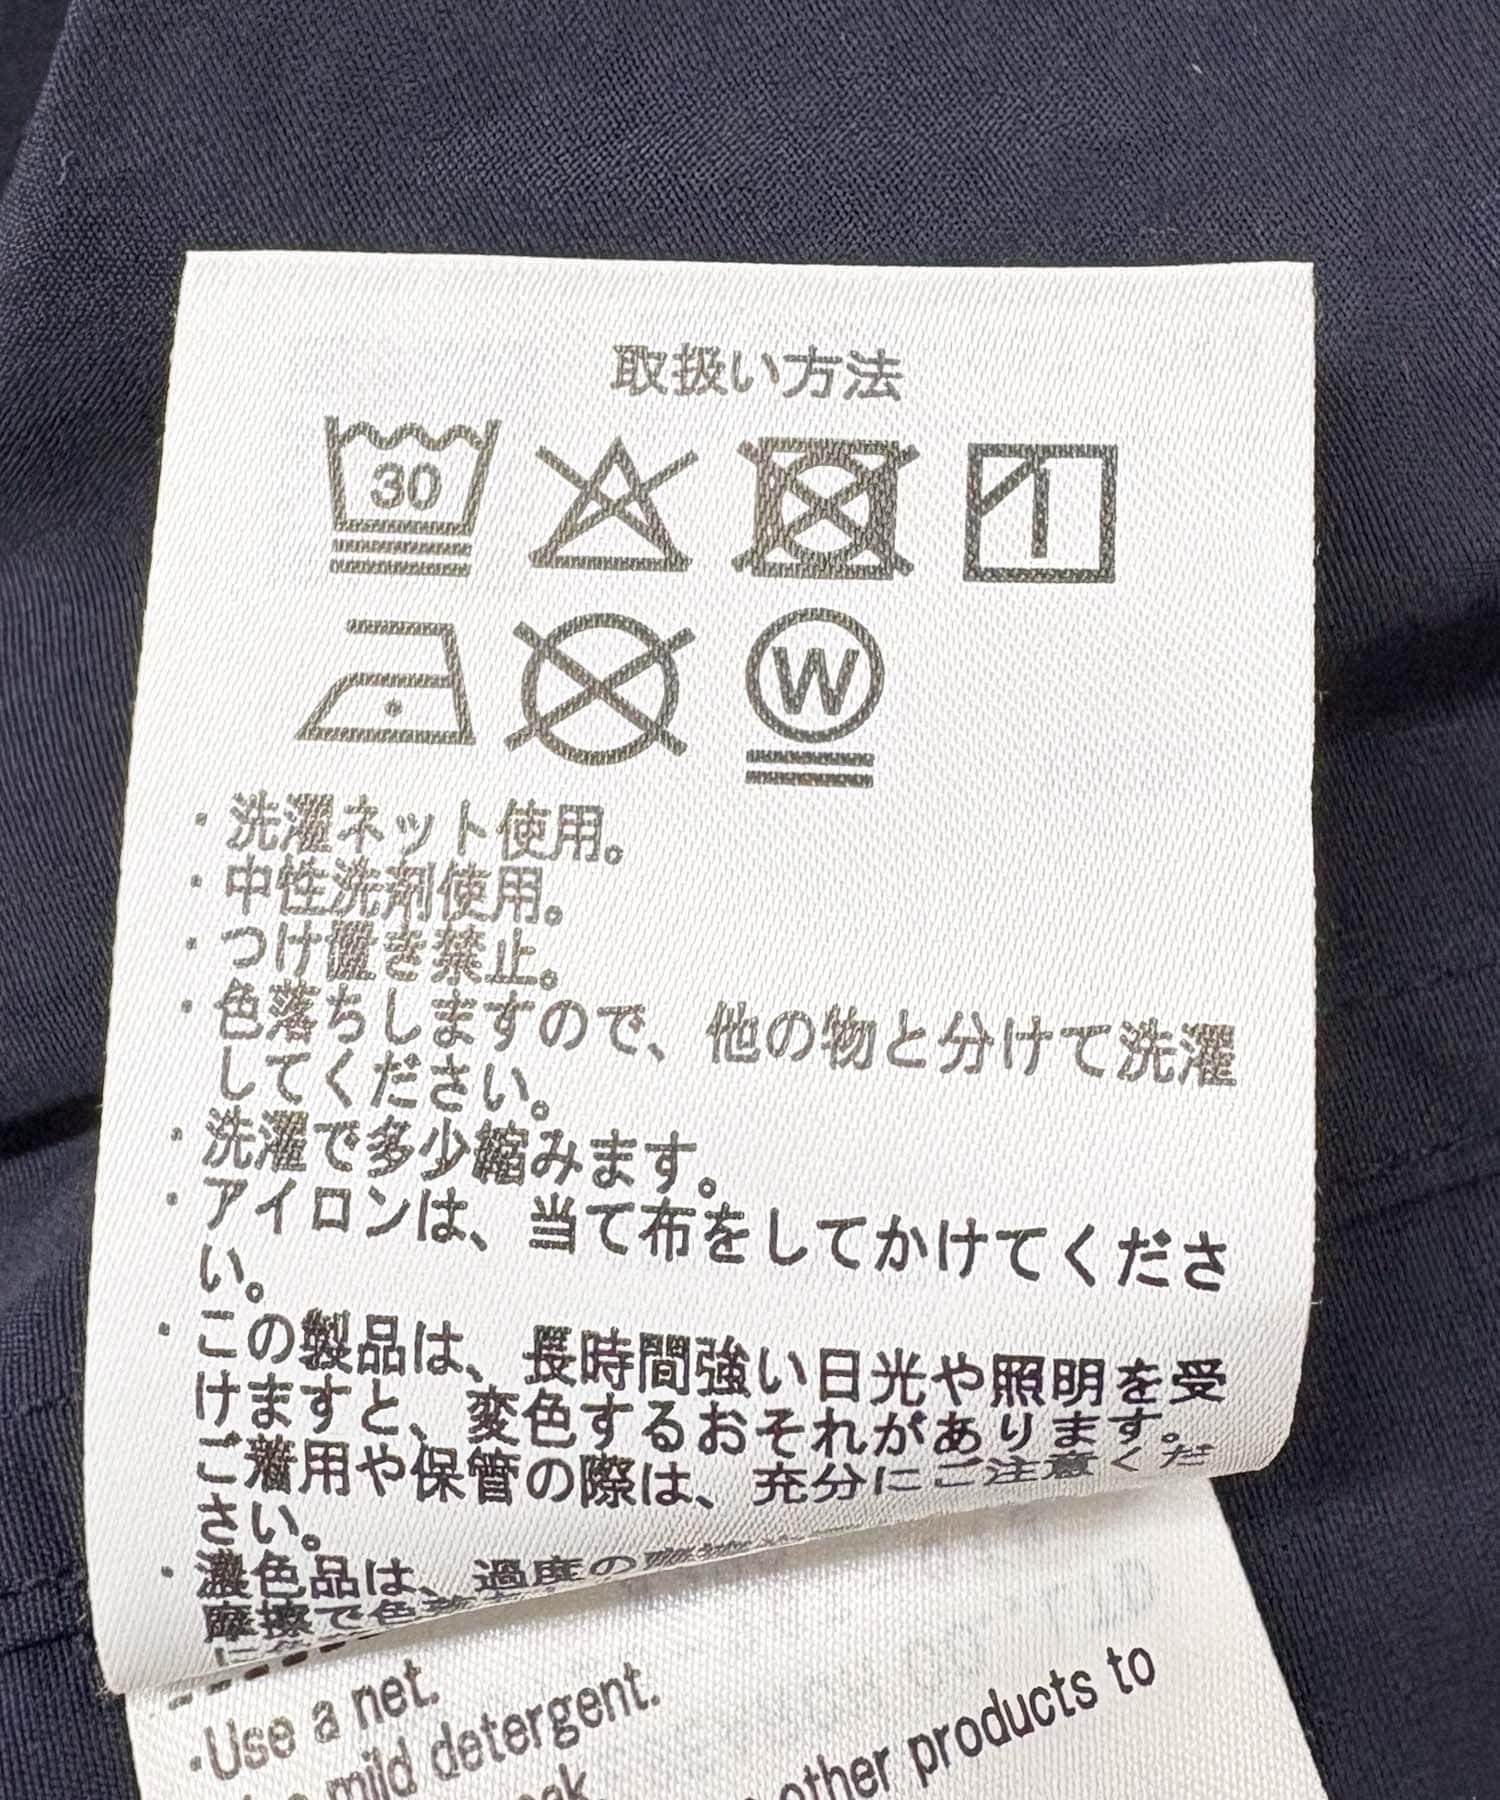 取扱い方法
30
W
・洗濯ネット使用。
・中性洗剤使用。
・つけ置き禁止。
・色落ちしますので、他の物と分けて洗濯
してください。
・洗濯で多少縮みます。
・アイロンは、当て布をしてかけてくださ
い。
・この製品は、長時間強い日光や照明を受
けますと、変色するおそれがあります。
ご着用や保管の際は、充分にご注意くだ
さい。
・濃色品は、過度の
摩擦で色
・Use a net.
mild detergent.
other products to